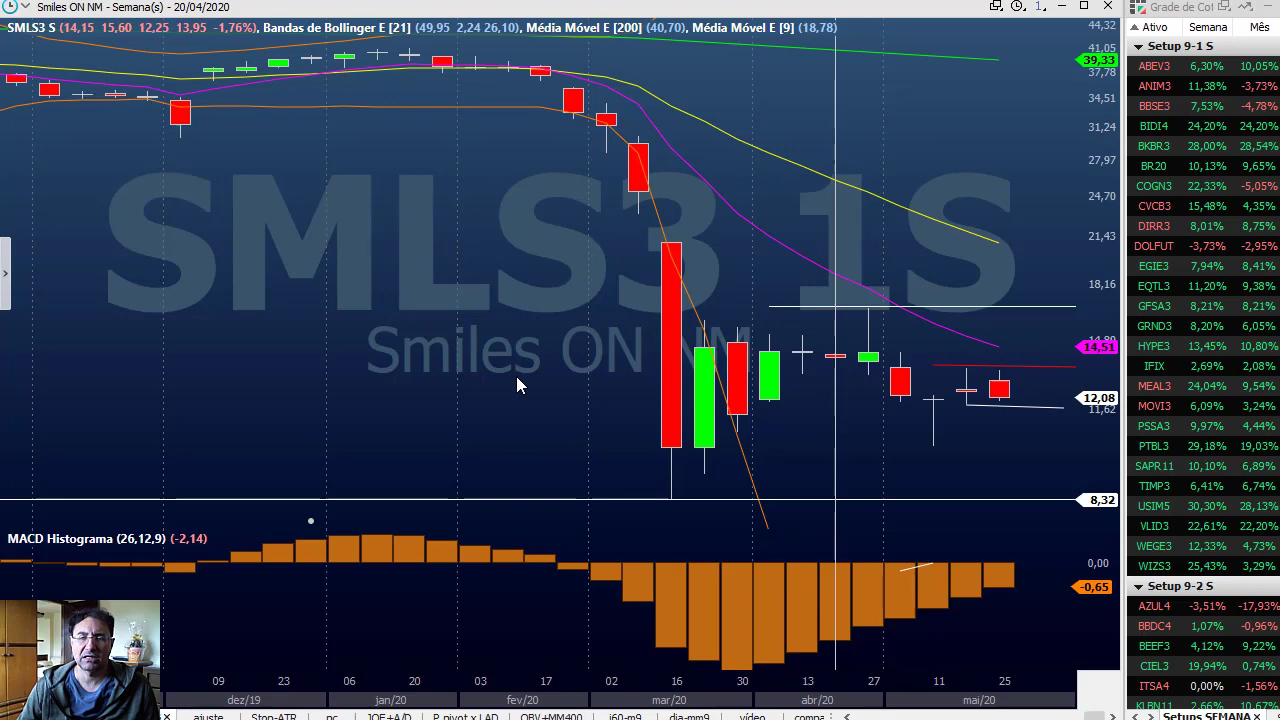 Smiles ON NM - Semana(s) - 20/04/2020
SMLS3 S (14,15 15,60 12,25 13,95 -1,76%), Bandas de Bollinger E [21] (49,95 2,24 26,10), Média Móvel E [200] (40,70), Média Móvel E [9] (18,78)
SMLS3 1S
Smiles ON NM
44,32
41,05
39,33
37,78
34,51
31,24
27,97
24,70
21,43
18,16
14,51
12,08
11,62
8,32
MACD Histograma (26,12,9) (-2,14)
0,00
-0,65
09 23 06 20 03 17 02 16 30 13 27 11 25
dez/19 jan/20 fev/20 mar/20 abr/20 mai/20
ajuste Stop-ATR pc JOE+A/D P pivot x LAD OBV+MM400 i60-m9 dia-mm9 vídeo compa
Grade de Cot
Ativo Semana Mês
Setup 9-1 S
ABEV3 6,30% 10,05%
ANIM3 11,38% -3,73%
BBSE3 7,53% -4,78%
BIDI4 24,20% 24,20%
BKBR3 28,00% 28,54%
BR20 10,13% 9,65%
COGN3 22,33% -5,05%
CVCB3 15,48% 4,35%
DIRR3 8,01% 8,75%
DOLFUT -3,73% -2,95%
EGIE3 7,94% 8,41%
EQTL3 11,20% 9,38%
GFSA3 8,21% 8,21%
GRND3 8,20% 6,05%
HYPE3 13,45% 10,80%
IFIX 2,69% 2,08%
MEAL3 24,04% 9,54%
MOVI3 6,09% 3,24%
PSSA3 9,97% 4,44%
PTBL3 29,18% 19,03%
SAPR11 10,10% 6,89%
TIMP3 6,41% 6,74%
USIM5 30,30% 28,13%
VLID3 22,61% 22,20%
WEGE3 12,33% 4,73%
WIZS3 25,43% 3,29%
Setup 9-2 S
AZUL4 -3,51% -17,93%
BBDC4 1,07% -0,96%
BEEF3 4,12% 9,22%
CIEL3 19,94% 0,74%
ITSA4 0,00% -1,56%
KLBN11 2,66% 10,67%
Setups SEMANA